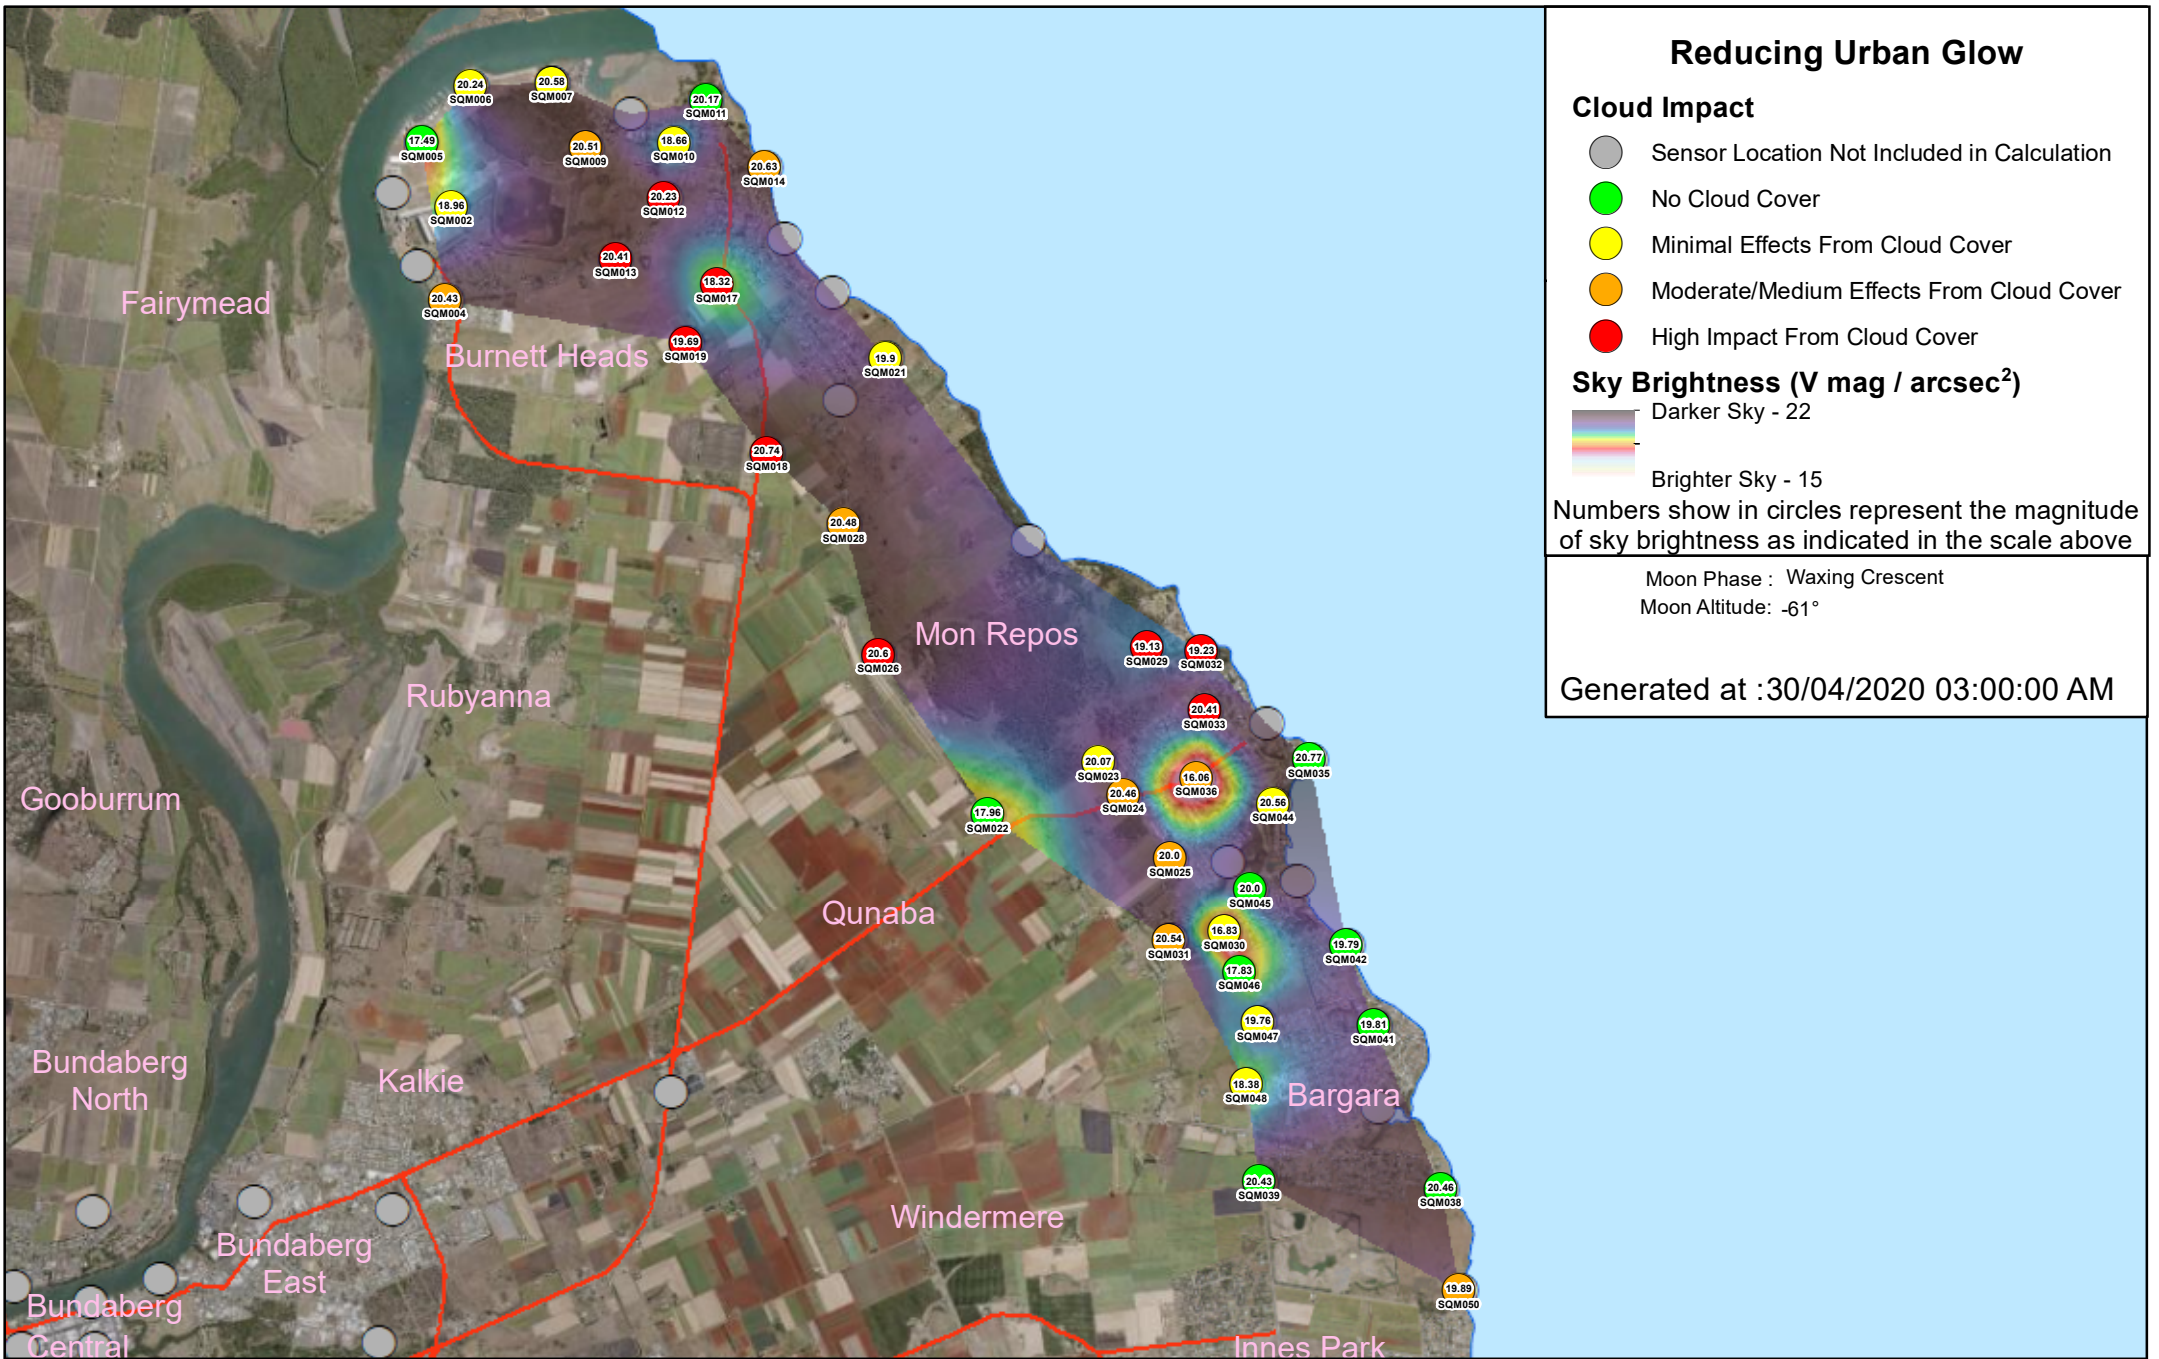 Reducing Urban Glow
Cloud Impact
Sensor Location Not Included in Calculation
No Cloud Cover
Minimal Effects From Cloud Cover
Moderate/Medium Effects From Cloud Cover
High Impact From Cloud Cover
Sky Brightness (V mag / arcsec²)
Darker Sky - 22
Brighter Sky - 15
Numbers show in circles represent the magnitude
of sky brightness as indicated in the scale above
Moon Phase : Waxing Crescent
Moon Altitude: -61°
Generated at :30/04/2020 03:00:00 AM
20.24
SQM006
20.58
SQM007
20.17
SQM011
17.49
SQM005
20.51
SQM009
18.66
SQM010
20.63
SQM014
18.96
SQM002
20.23
SQM012
20.41
SQM013
18.32
SQM017
20.43
SQM004
Fairymead
19.69
SQM019
Burnett Heads
19.9
SQM021
20.74
SQM018
20.48
SQM028
Mon Repos
20.6
SQM026
19.13
SQM029
19.23
SQM032
Rubyanna
20.41
SQM033
20.07
SQM023
20.77
SQM035
16.06
SQM036
20.46
SQM024
20.56
SQM044
Gooburrum
17.96
SQM022
20.0
SQM025
20.0
SQM045
Qunaba
16.83
SQM030
20.54
SQM031
19.79
SQM042
17.83
SQM046
19.76
SQM047
19.81
SQM041
Bundaberg
North
Kalkie
18.38
SQM048
Bargara
20.43
SQM039
20.46
SQM038
Windermere
Bundaberg
East
19.89
SQM050
Bundaberg
Central
Innes Park